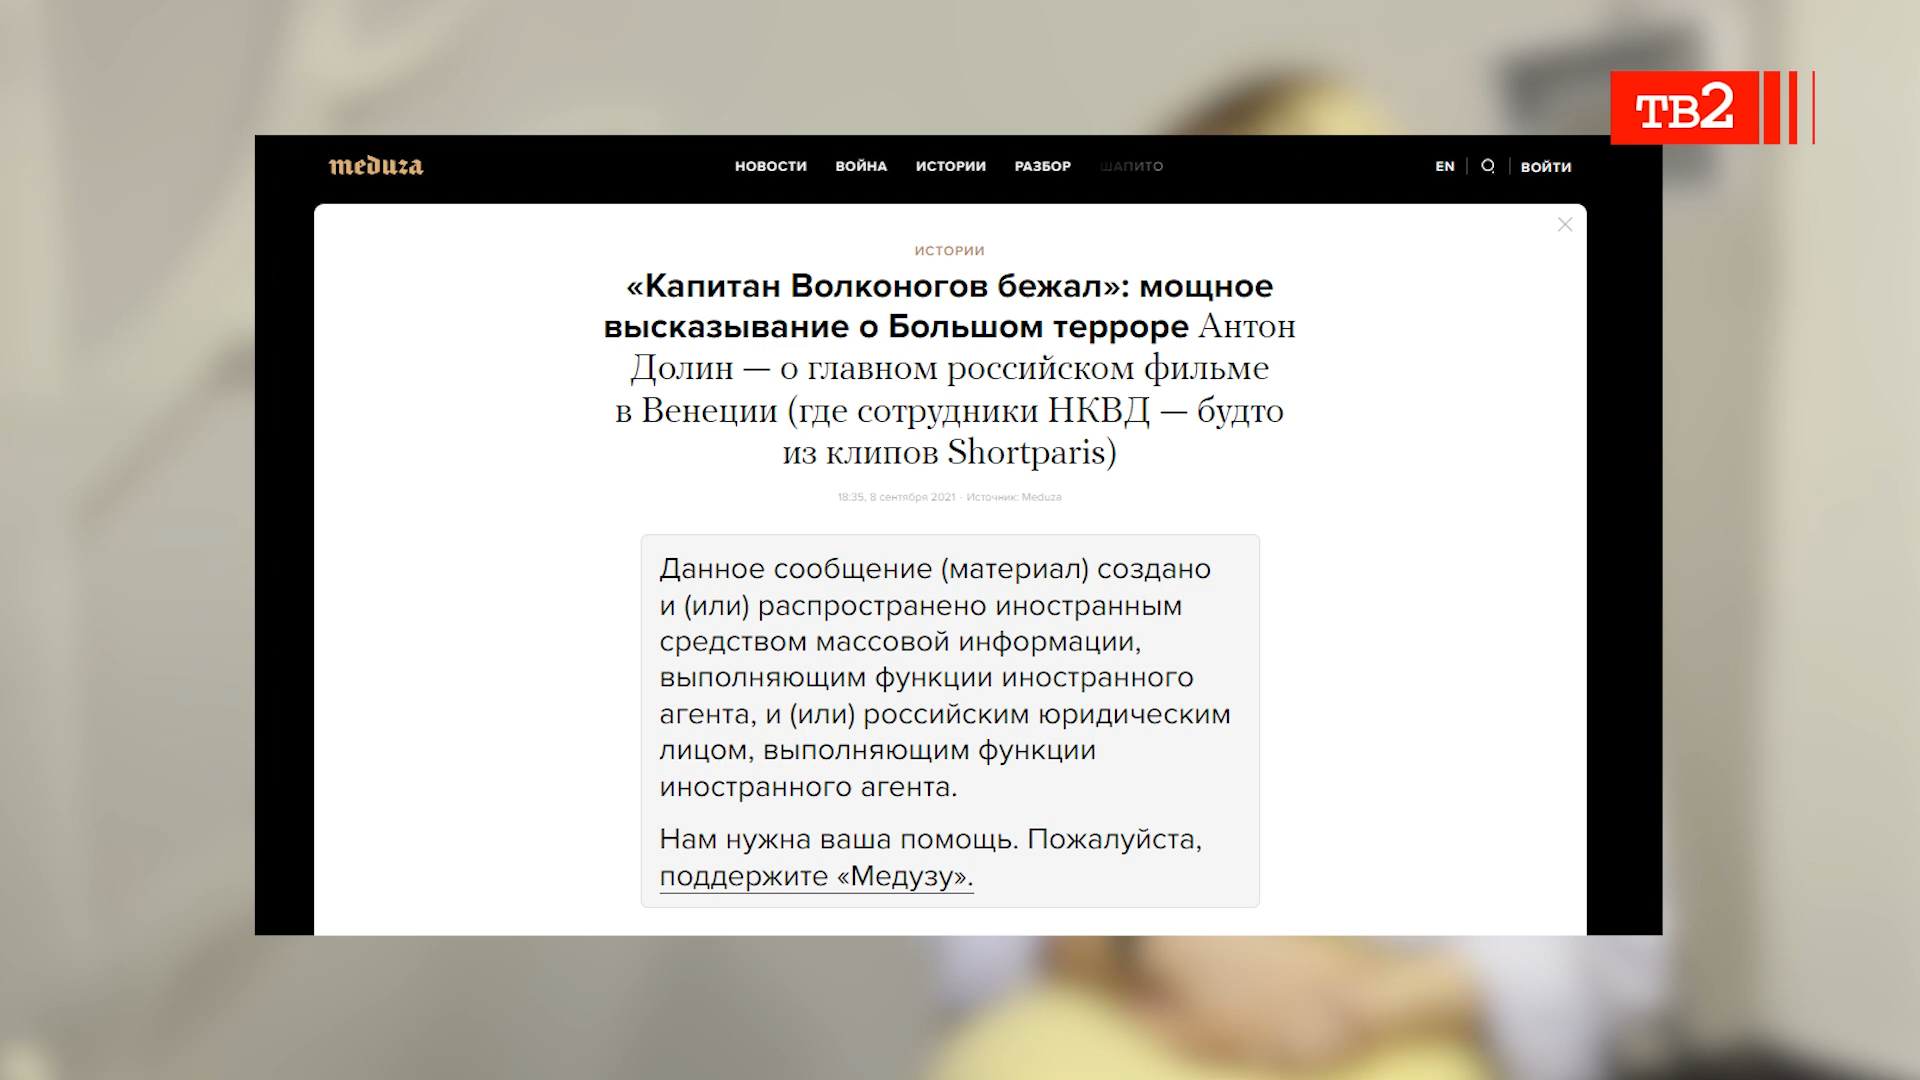 ТВ2
meduza
НОВОСТИ ВОЙНА ИСТОРИИ РАЗБОР ШАПИТО
EN ВОЙТИ
ИСТОРИИ
«Капитан Волконогов бежал»: мощное
высказывание о Большом терроре Антон
Долин — о главном российском фильме
в Венеции (где сотрудники НКВД — будто
из клипов Shortparis)
18:35, 8 сентября 2021 · Источник: Meduza
Данное сообщение (материал) создано
и (или) распространено иностранным
средством массовой информации,
выполняющим функции иностранного
агента, и (или) российским юридическим
лицом, выполняющим функции
иностранного агента.
Нам нужна ваша помощь. Пожалуйста,
поддержите «Медузу».